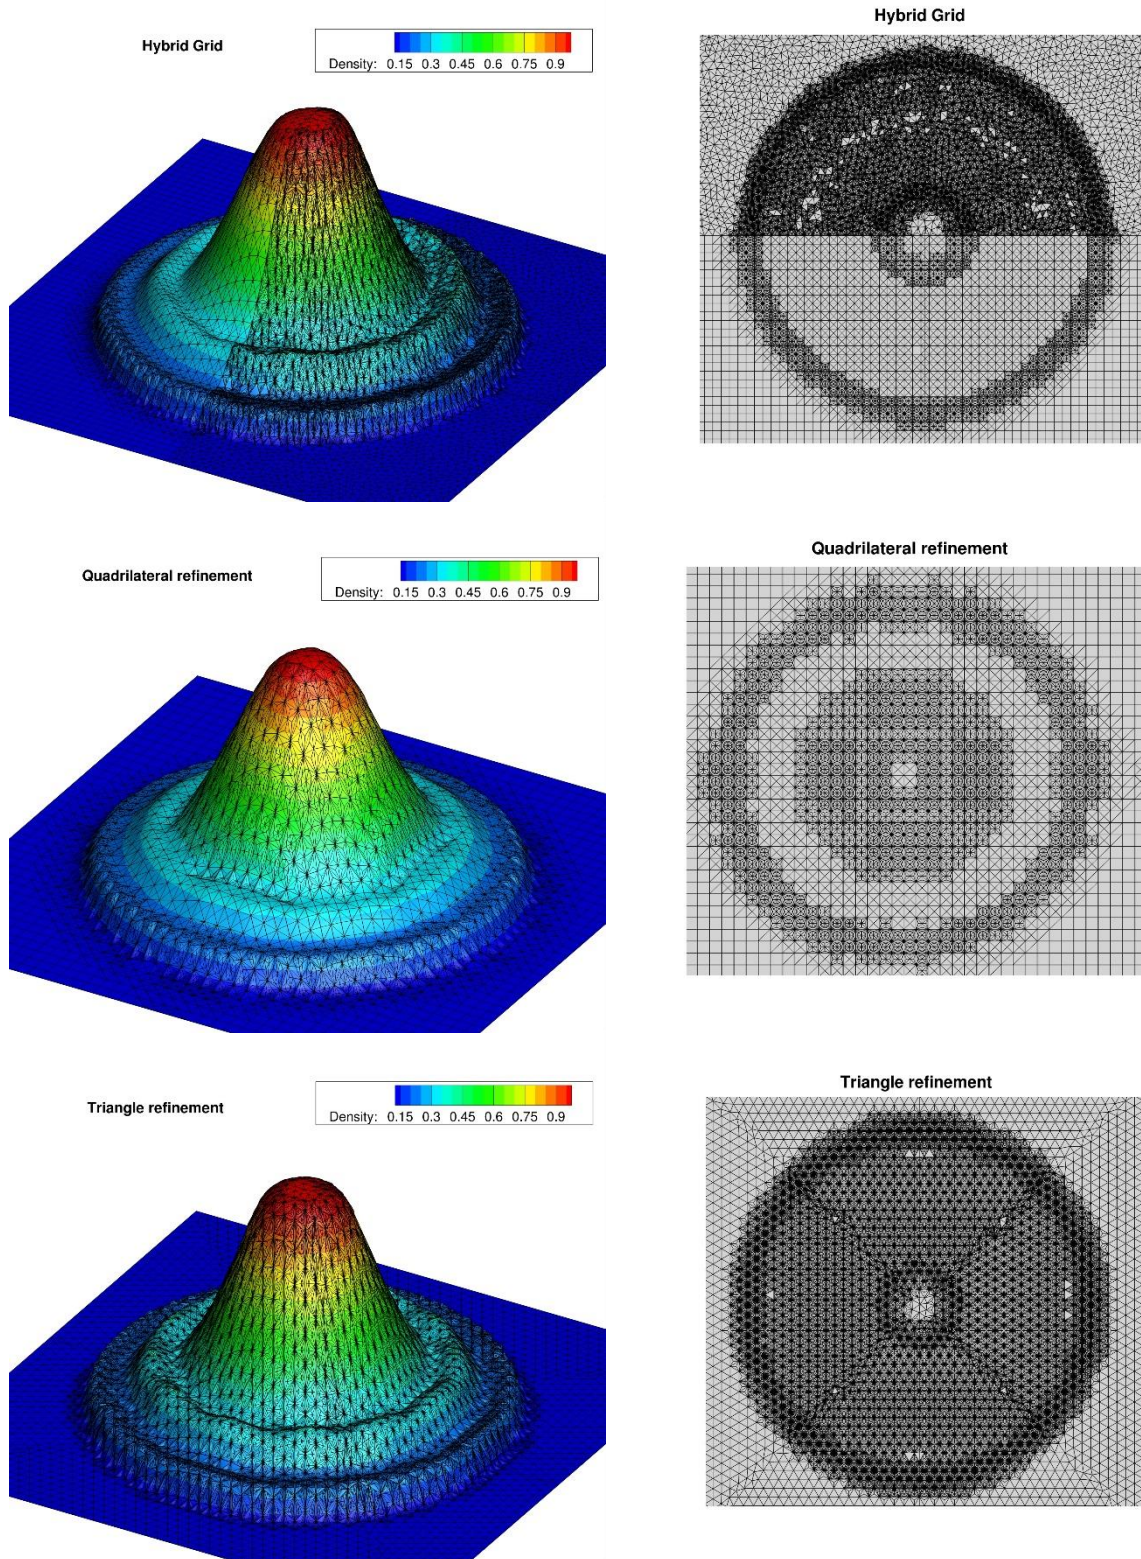 Hybrid Grid
Density: 0.15 0.3 0.45 0.6 0.75 0.9
Hybrid Grid
Quadrilateral refinement
Density: 0.15 0.3 0.45 0.6 0.75 0.9
Quadrilateral refinement
Triangle refinement
Density: 0.15 0.3 0.45 0.6 0.75 0.9
Triangle refinement